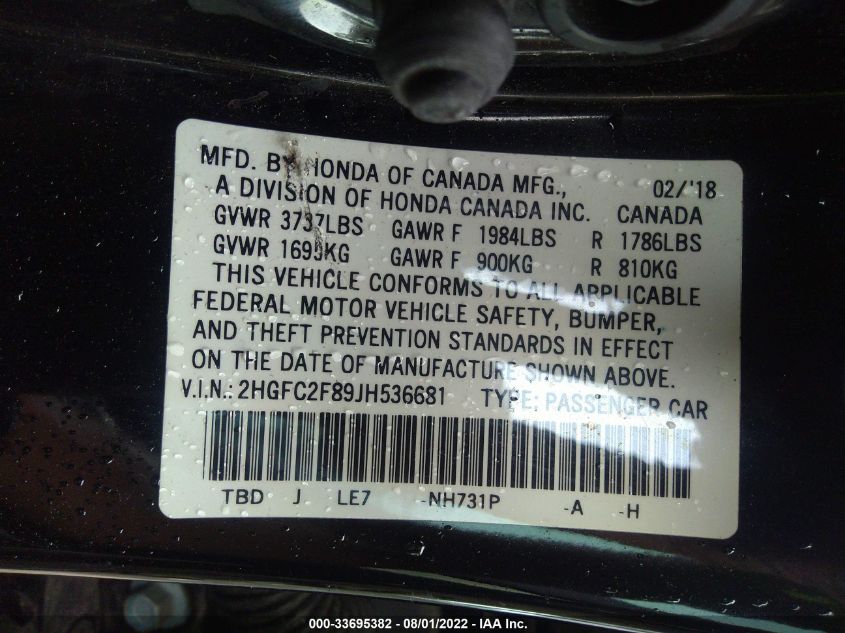 MFD. BY HONDA OF CANADA MFG., 02/'18
A DIVISION OF HONDA CANADA INC. CANADA
GVWR 3737LBS GAWR F 1984LBS R 1786LBS
GVWR 1695KG GAWR F 900KG R 810KG
THIS VEHICLE CONFORMS TO ALL APPLICABLE
FEDERAL MOTOR VEHICLE SAFETY, BUMPER,
AND THEFT PREVENTION STANDARDS IN EFFECT
ON THE DATE OF MANUFACTURE SHOWN ABOVE.
V.I.N.: 2HGFC2F89JH536681 TYPE: PASSENGER CAR
TBD J LE7 -NH731P -A -H
000-33695382 - 08/01/2022 - IAA Inc.